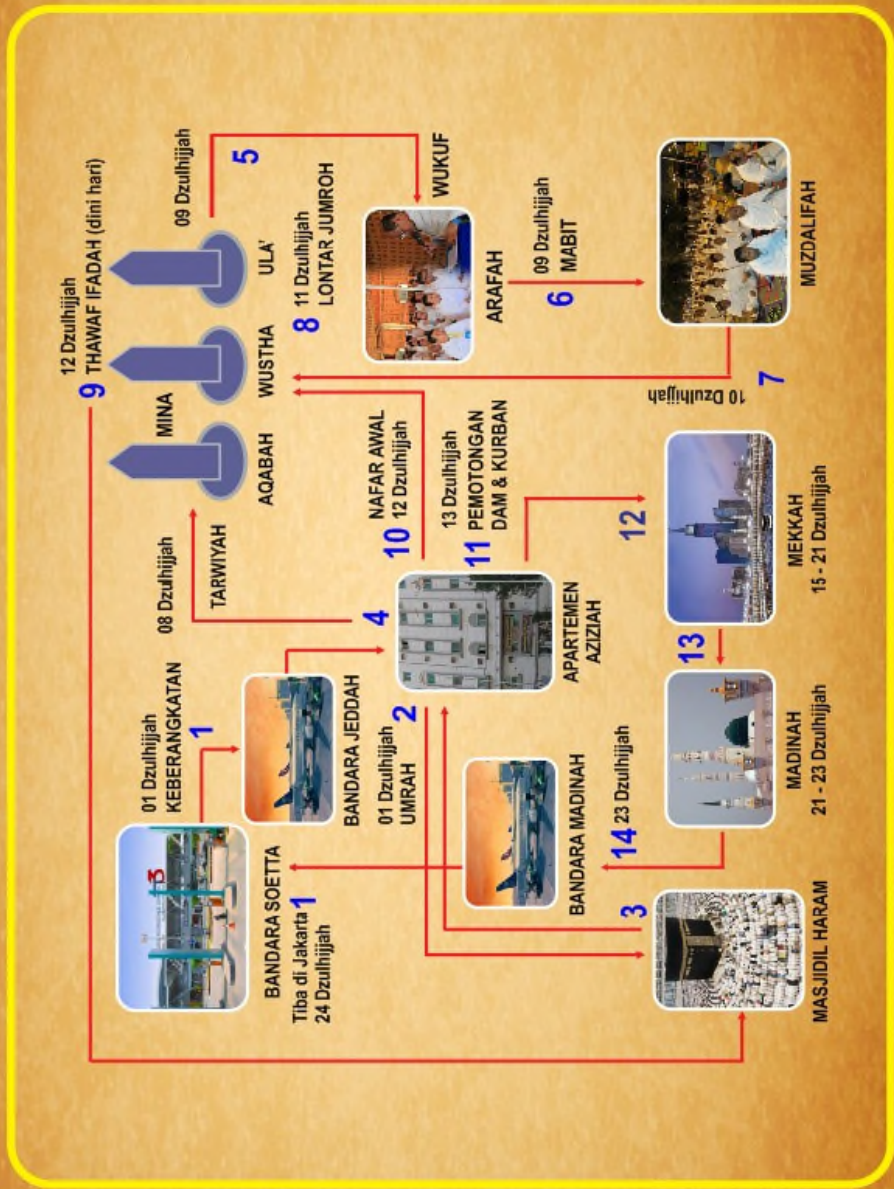 12 Dzulhijjah
9 THAWAF IFADAH (dini hari)
01 Dzulhijjah
KEBERANGKATAN
1
3
BANDARA SOETTA
Tiba di Jakarta 1
24 Dzulhijjah
BANDARA JEDDAH
01 Dzulhijjah
UMRAH
2
3
MASJIDIL HARAM
APARTEMEN
AZIZIAH
4
08 Dzulhijjah
TARWIYAH
MINA
AQABAH
WUSTHA
ULA'
09 Dzulhijjah
5
WUKUF
ARAFAH
09 Dzulhijjah
MABIT
6
MUZDALIFAH
10 Dzulhijjah
7
8 11 Dzulhijjah
LONTAR JUMROH
NAFAR AWAL
10 12 Dzulhijjah
13 Dzulhijjah
11 PEMOTONGAN
DAM & KURBAN
12
MEKKAH
15 - 21 Dzulhijjah
13
MADINAH
21 - 23 Dzulhijjah
14 23 Dzulhijjah
BANDARA MADINAH